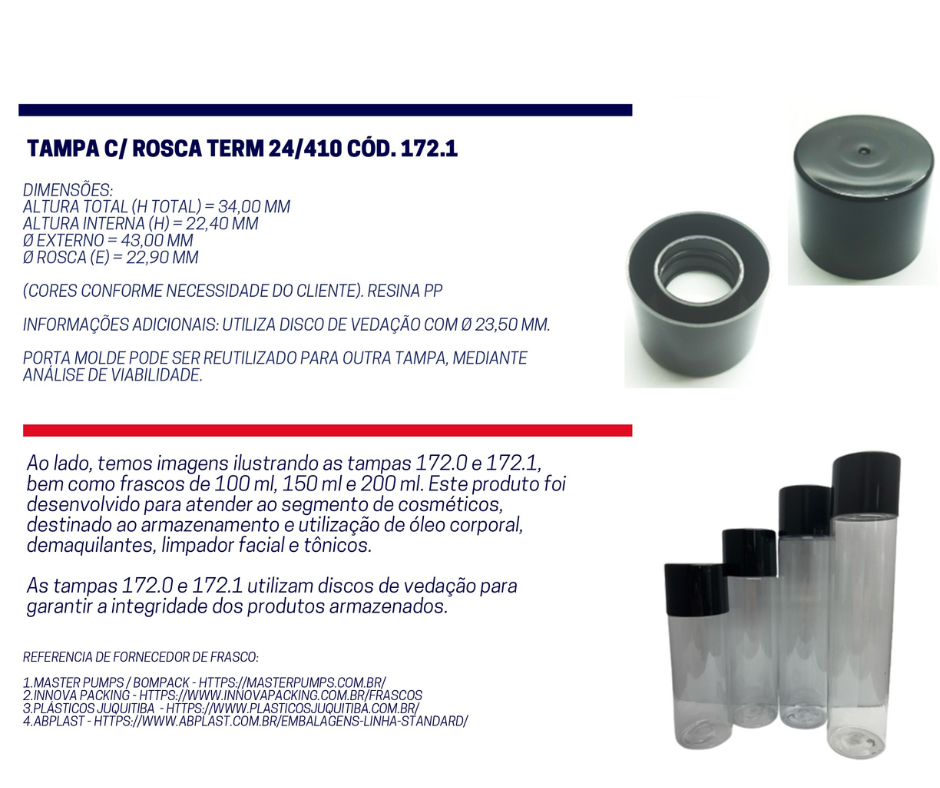 TAMPA C/ ROSCA TERM 24/410 CÓD. 172.1
DIMENSÕES:
ALTURA TOTAL (H TOTAL) = 34,00 MM
ALTURA INTERNA (H) = 22,40 MM
Ø EXTERNO = 43,00 MM
Ø ROSCA (E) = 22,90 MM
(CORES CONFORME NECESSIDADE DO CLIENTE). RESINA PP
INFORMAÇÕES ADICIONAIS: UTILIZA DISCO DE VEDAÇÃO COM Ø 23,50 MM.
PORTA MOLDE PODE SER REUTILIZADO PARA OUTRA TAMPA, MEDIANTE
ANÁLISE DE VIABILIDADE.
Ao lado, temos imagens ilustrando as tampas 172.0 e 172.1,
bem como frascos de 100 ml, 150 ml e 200 ml. Este produto foi
desenvolvido para atender ao segmento de cosméticos,
destinado ao armazenamento e utilização de óleo corporal,
demaquilantes, limpador facial e tônicos.
As tampas 172.0 e 172.1 utilizam discos de vedação para
garantir a integridade dos produtos armazenados.
REFERENCIA DE FORNECEDOR DE FRASCO:
1.MASTER PUMPS / BOMPACK - HTTPS://MASTERPUMPS.COM.BR/
2.INNOVA PACKING - HTTPS://WWW.INNOVAPACKING.COM.BR/FRASCOS
3.PLÁSTICOS JUQUITIBA - HTTPS://WWW.PLASTICOSJUQUITIBA.COM.BR/
4.ABPLAST - HTTPS://WWW.ABPLAST.COM.BR/EMBALAGENS-LINHA-STANDARD/